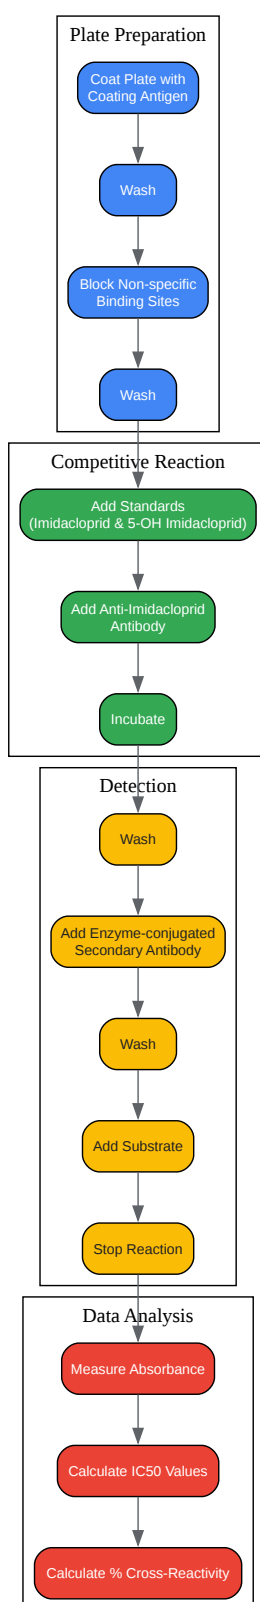 Plate Preparation
Coat Plate with
Coating Antigen
Wash
Block Non-specific
Binding Sites
Wash
Competitive Reaction
Add Standards
(Imidacloprid & 5-OH Imidacloprid)
Add Anti-Imidacloprid
Antibody
Incubate
Detection
Wash
Add Enzyme-conjugated
Secondary Antibody
Wash
Add Substrate
Stop Reaction
Data Analysis
Measure Absorbance
Calculate IC50 Values
Calculate % Cross-Reactivity